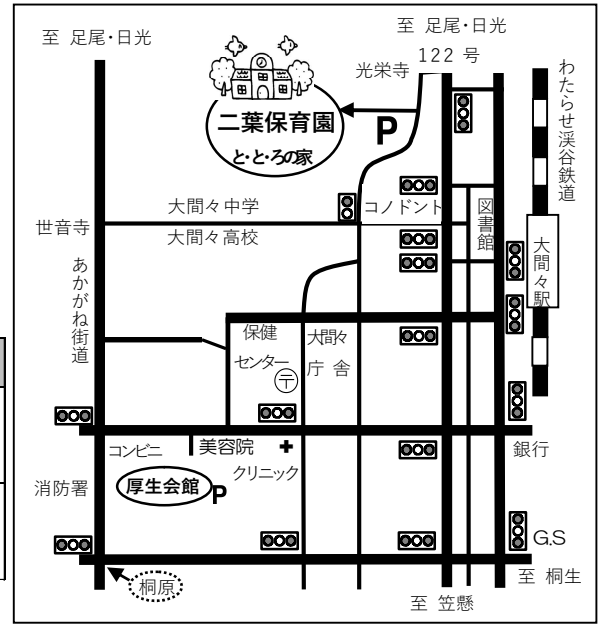 至 足尾・日光
至 足尾・日光
122 号
光栄寺
わたらせ渓谷鉄道
二葉保育園
と・と・ろの家
P
大間々中学
コノドント
図書館
世音寺
大間々高校
大間々駅
あかがね街道
保健
センター
〒
大間々
庁 舎
コンビニ
美容院
クリニック
銀行
消防署
厚生会館
P
G.S
桐原
至 桐生
至 笠懸